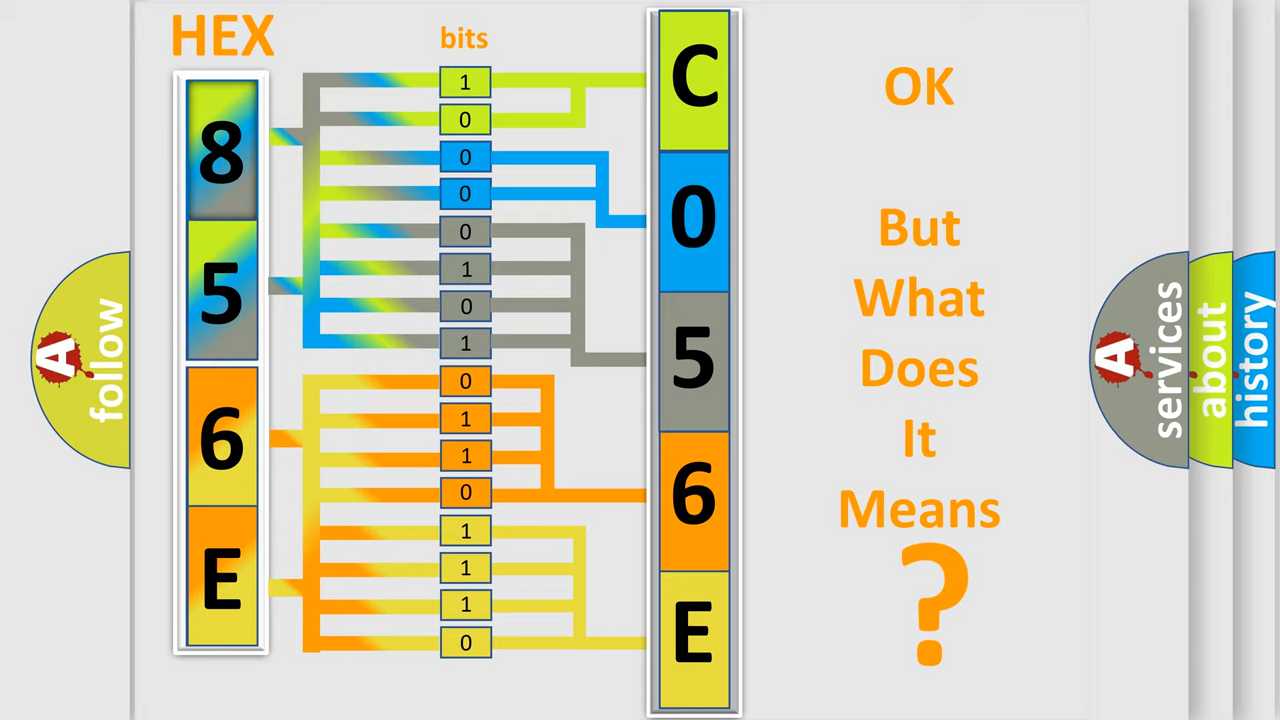 HEX
bits
8
5
6
E
1
0
0
0
0
1
0
1
0
1
1
0
1
1
1
0
C
0
5
6
E
OK
But
What
Does
It
Means
?
A
follow
A
services
about
history